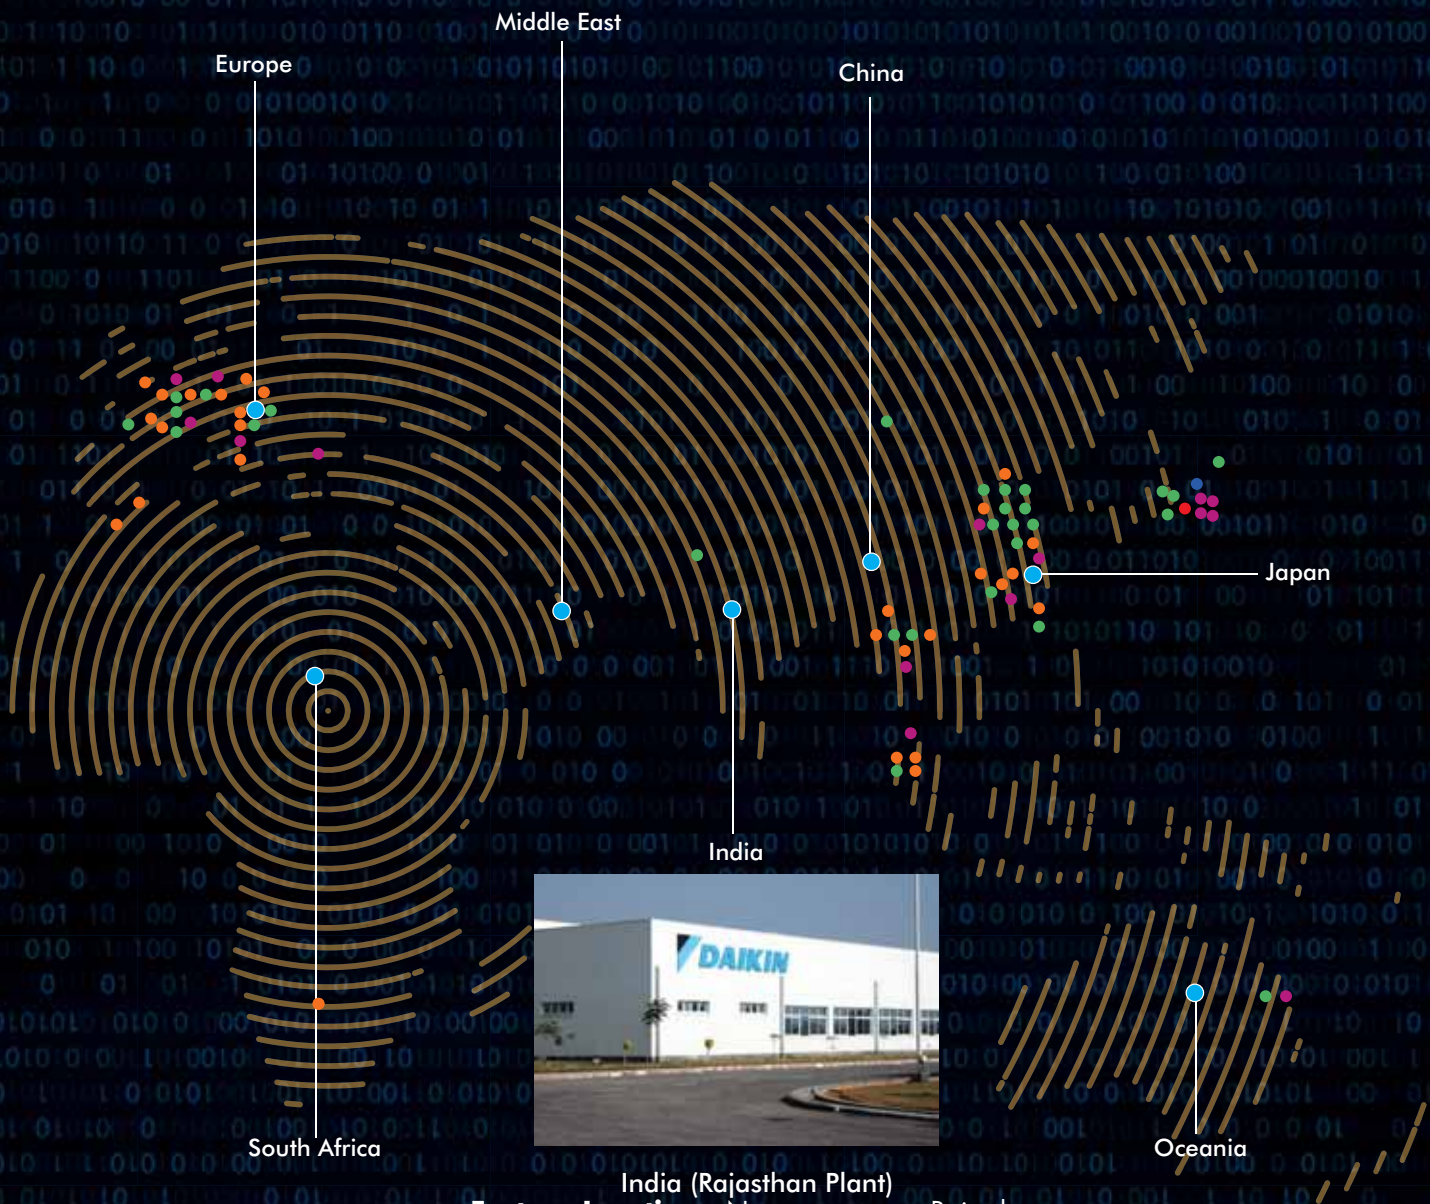 Middle East
Europe
China
Japan
India
DAIKIN
South Africa
Oceania
India (Rajasthan Plant)